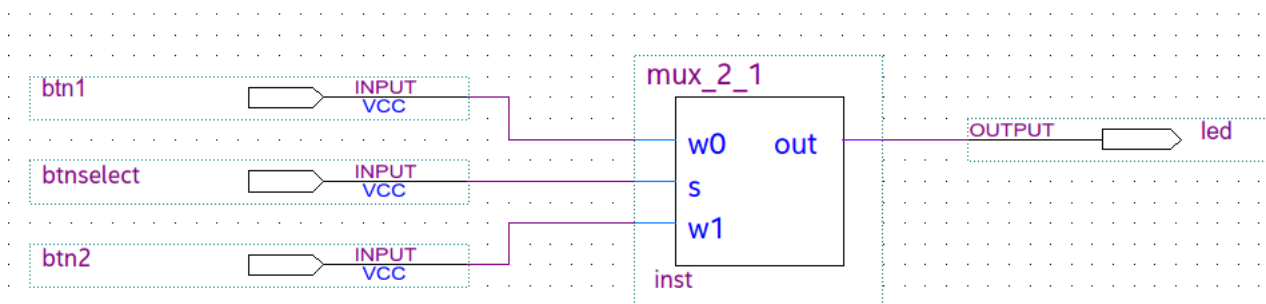 btn1
INPUT
VCC
btnselect
INPUT
VCC
btn2
INPUT
VCC
mux_2_1
w0
out
s
w1
inst
OUTPUT
led